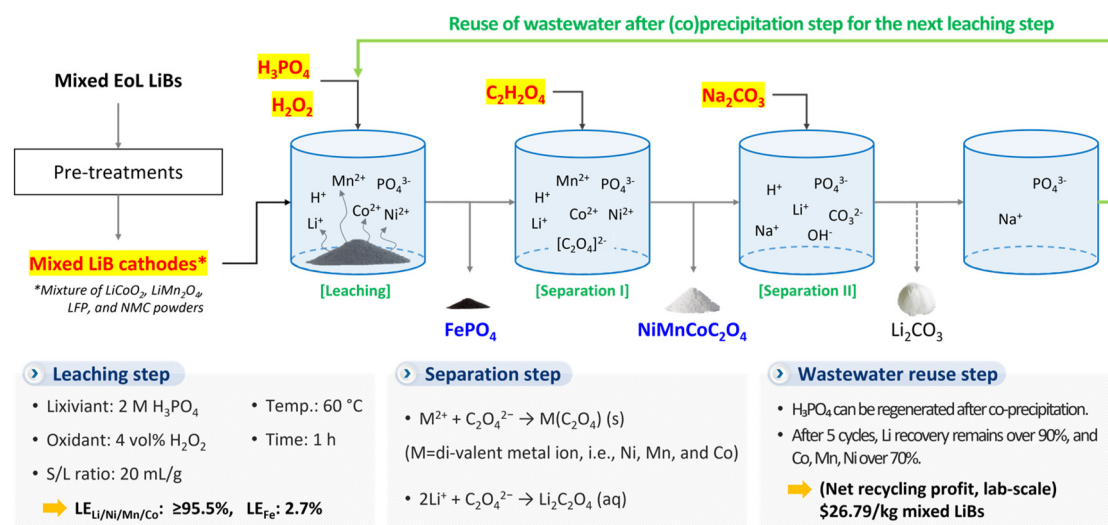 Reuse of wastewater after (co)precipitation step for the next leaching step
Mixed EoL LiBs
Pre-treatments
Mixed LiB cathodes*
*Mixture of LiCoO₂, LiMn₂O₄,
LFP, and NMC powders
H₃PO₄
H₂O₂
Mn²⁺ PO₄³⁻
H⁺
Li⁺ Co²⁺ Ni²⁺
[Leaching]
FePO₄
C₂H₂O₄
Mn²⁺ PO₄³⁻
H⁺
Li⁺ Co²⁺ Ni²⁺
[C₂O₄]²⁻
[Separation I]
NiMnCoC₂O₄
Na₂CO₃
H⁺ PO₄³⁻
Li⁺ CO₃²⁻
Na⁺ OH⁻
[Separation II]
Li₂CO₃
PO₄³⁻
Na⁺
Leaching step
• Lixiviant: 2 M H₃PO₄
• Oxidant: 4 vol% H₂O₂
• S/L ratio: 20 mL/g
• Temp.: 60 °C
• Time: 1 h
LE_Li/Ni/Mn/Co: ≥95.5%, LE_Fe: 2.7%
Separation step
• M²⁺ + C₂O₄²⁻ → M(C₂O₄) (s)
(M=di-valent metal ion, i.e., Ni, Mn, and Co)
• 2Li⁺ + C₂O₄²⁻ → Li₂C₂O₄ (aq)
Wastewater reuse step
• H₃PO₄ can be regenerated after co-precipitation.
• After 5 cycles, Li recovery remains over 90%, and
Co, Mn, Ni over 70%.
(Net recycling profit, lab-scale)
$26.79/kg mixed LiBs